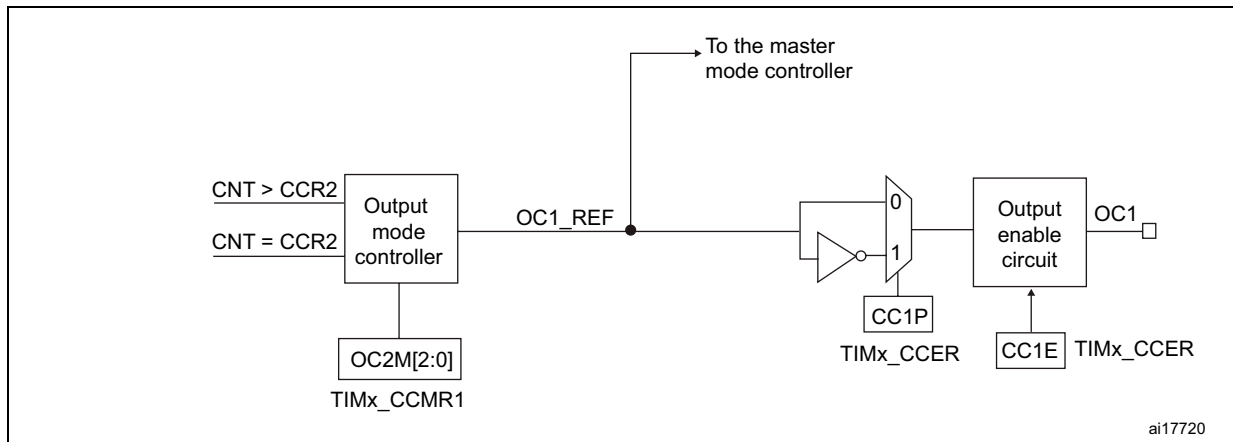 To the master
mode controller
CNT > CCR2
CNT = CCR2
Output
mode
controller
OC1_REF
0
1
Output
enable
circuit
OC1
CC1P
TIMx_CCER
CC1E
TIMx_CCER
OC2M[2:0]
TIMx_CCMR1
ai17720